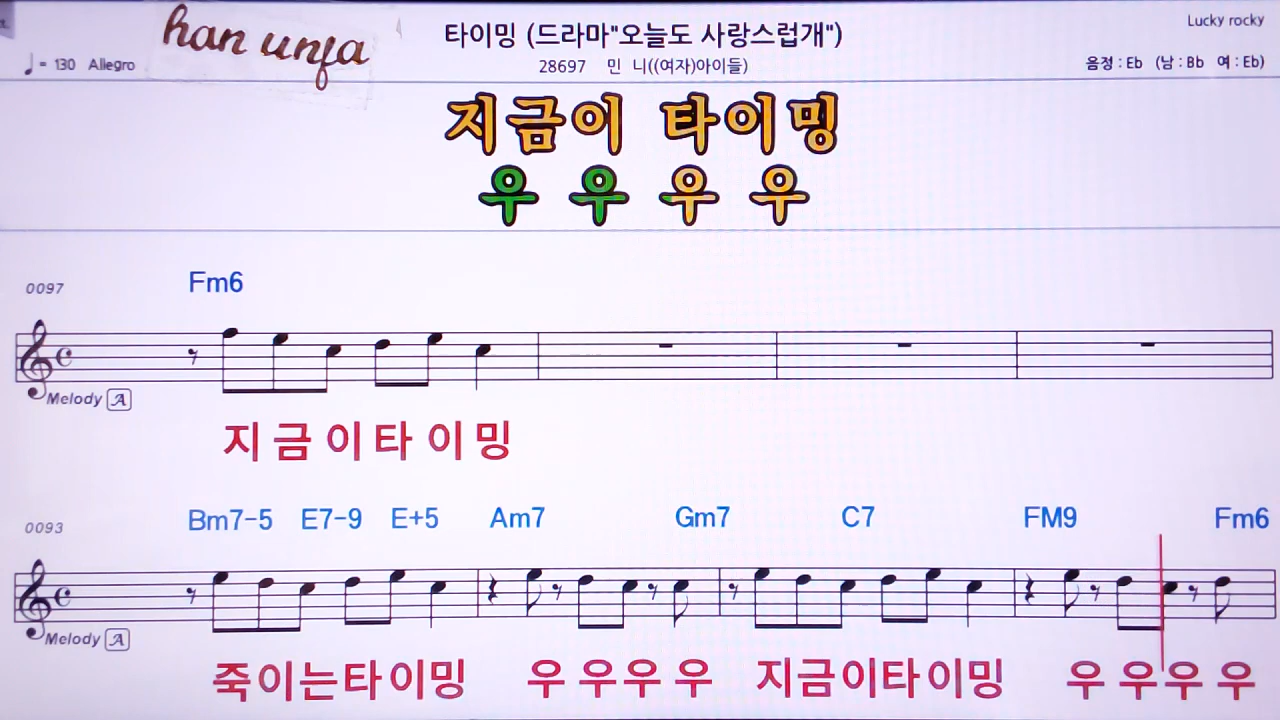 han unfa
타이밍 (드라마"오늘도 사랑스럽개")
Lucky rocky
♩= 130 Allegro
28697 민 니((여자)아이들)
음정 : Eb (남 : Bb 여 : Eb)
지금이 타이밍
우 우 우 우
0097
Fm6
Melody A
지 금 이 타 이 밍
0093
Bm7-5 E7-9 E+5 Am7 Gm7 C7 FM9 Fm6
Melody A
죽이는타이밍 우 우우 우 지금이타이밍 우 우우 우